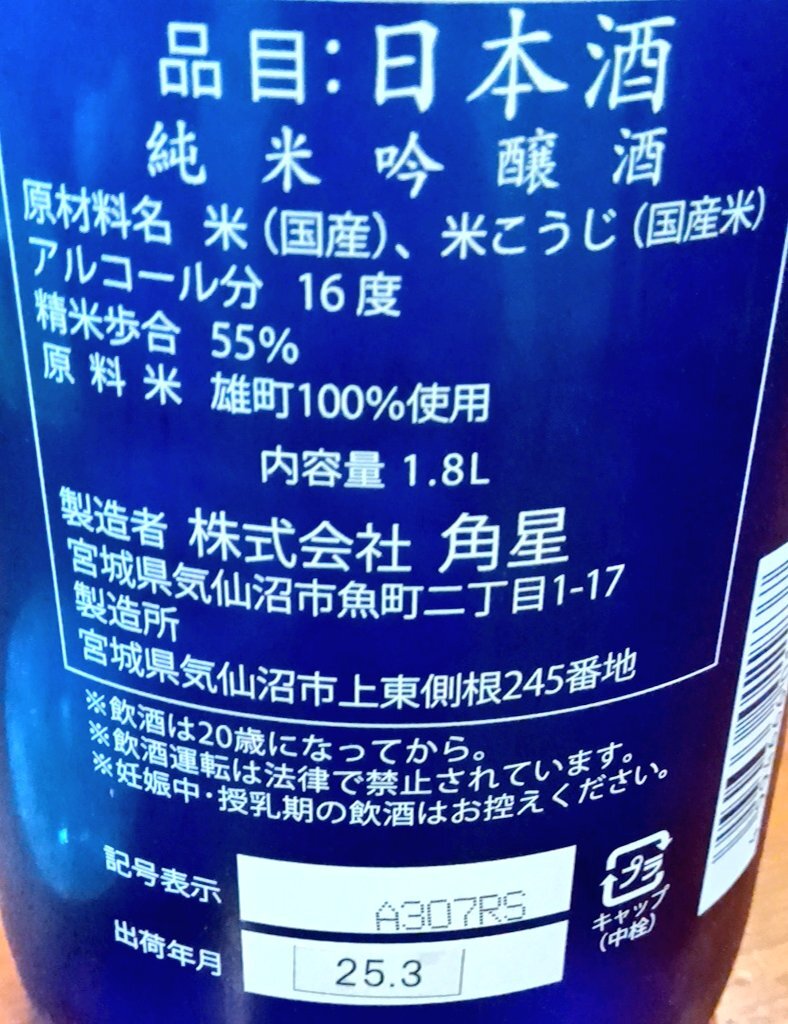 品目：日本酒
純米吟醸酒
原材料名 米（国産）、米こうじ（国産米）
アルコール分 16度
精米歩合 55%
原料米 雄町100%使用
内容量 1.8L
製造者 株式会社 角星
宮城県気仙沼市魚町二丁目1-17
製造所
宮城県気仙沼市上東側根245番地
※飲酒は20歳になってから。
※飲酒運転は法律で禁止されています。
※妊娠中・授乳期の飲酒はお控えください。
記号表示 A307RS
出荷年月 25.3
プラ
キャップ
（中栓）